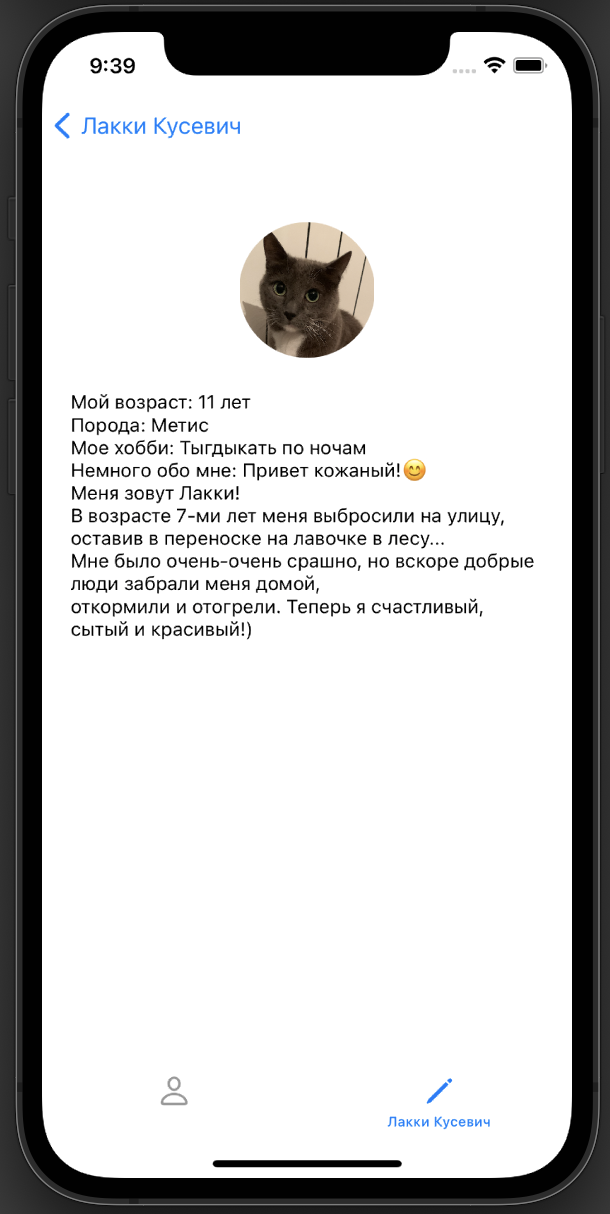 9:39
Лакки Кусевич
Мой возраст: 11 лет
Порода: Метис
Мое хобби: Тыгдыкать по ночам
Немного обо мне: Привет кожаный!😊
Меня зовут Лакки!
В возрасте 7-ми лет меня выбросили на улицу,
оставив в переноске на лавочке в лесу...
Мне было очень-очень срашно, но вскоре добрые
люди забрали меня домой,
откормили и отогрели. Теперь я счастливый,
сытый и красивый!)
Лакки Кусевич